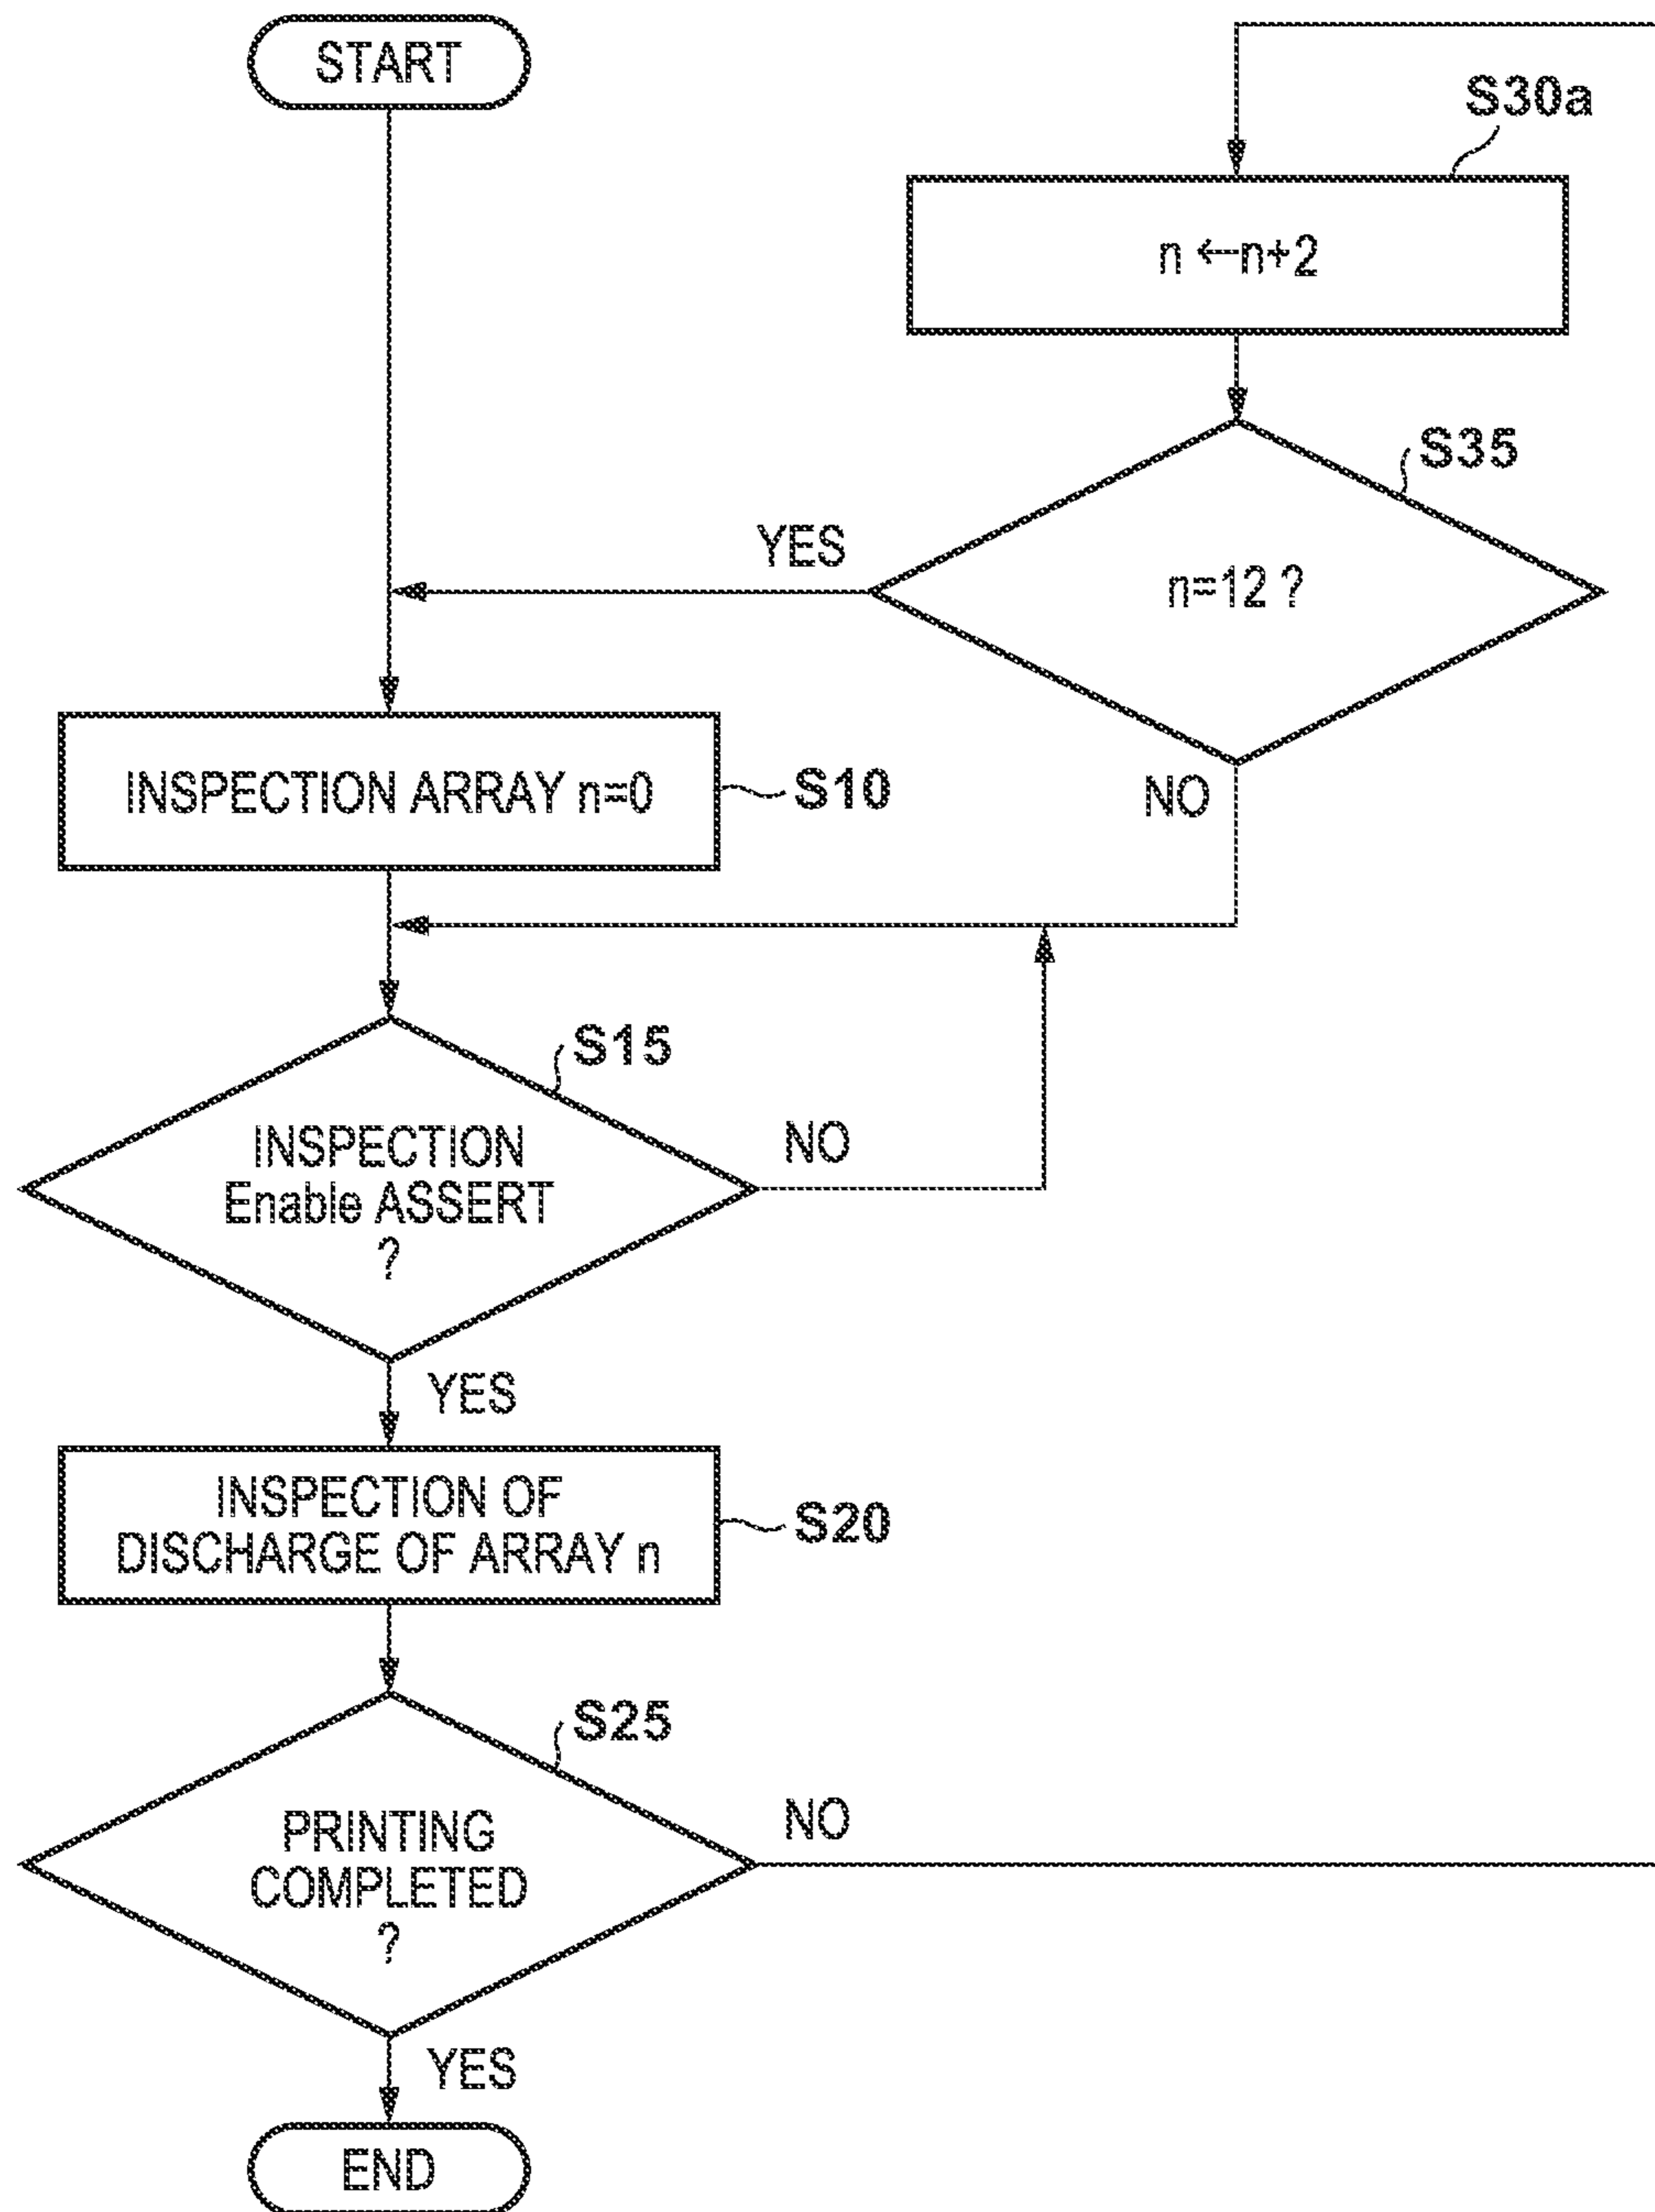 START
S30a
n ←n+2
S35
YES
n=12 ?
NO
INSPECTION ARRAY n=0
S10
S15
INSPECTION
Enable ASSERT
?
NO
YES
INSPECTION OF
DISCHARGE OF ARRAY n
S20
S25
PRINTING
COMPLETED
?
NO
YES
END